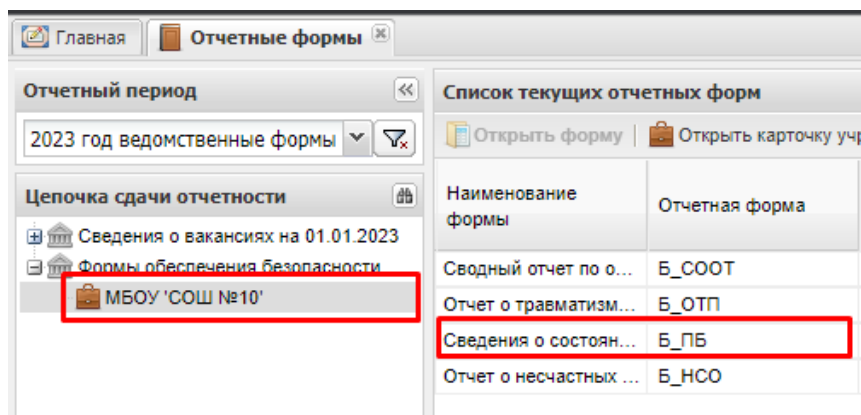 Главная
Отчетные формы
Отчетный период
2023 год ведомственные формы
Цепочка сдачи отчетности
Сведения о вакансиях на 01.01.2023
Формы обеспечения безопасности
МБОУ 'СОШ №10'
Список текущих отчетных форм
Открыть форму | Открыть карточку уч
Наименование формы
Отчетная форма
Сводный отчет по о... Б_СООТ
Отчет о травматизм... Б_ОТП
Сведения о состоян... Б_ПБ
Отчет о несчастных ... Б_НСО